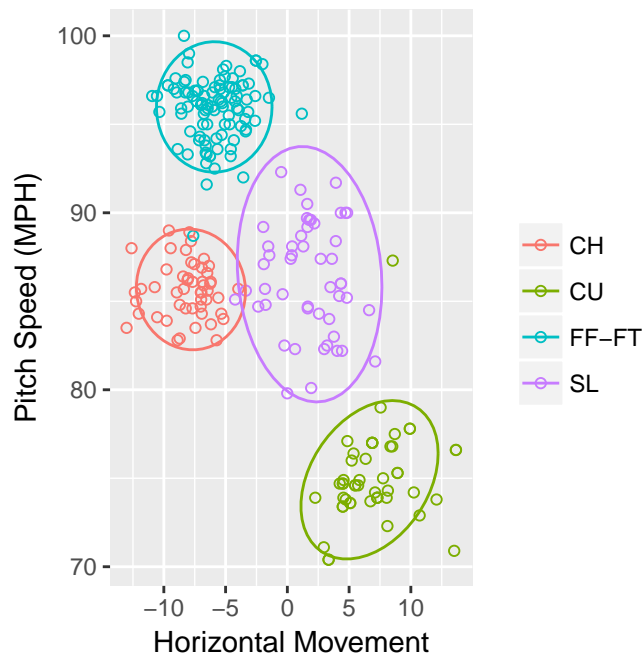 100
90
80
70
Pitch Speed (MPH)
−10 −5 0 5 10
Horizontal Movement
CH
CU
FF−FT
SL